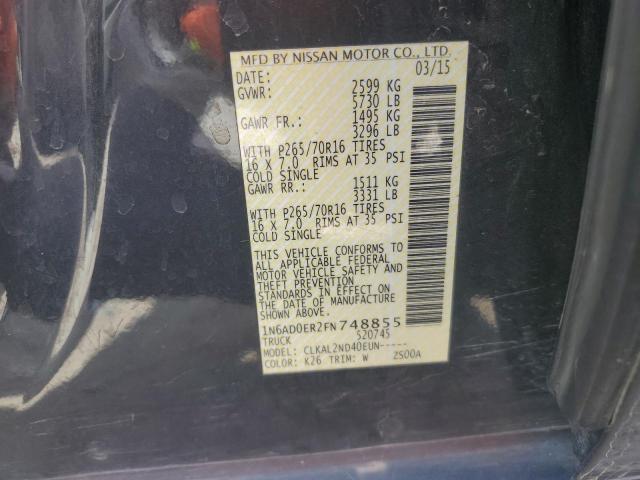 MFD BY NISSAN MOTOR CO., LTD.
DATE: 03/15
GVWR: 2599 KG
5730 LB
GAWR FR.: 1495 KG
3296 LB
WITH P265/70R16 TIRES
16 X 7.0 RIMS AT 35 PSI
COLD SINGLE
GAWR RR.: 1511 KG
3331 LB
WITH P265/70R16 TIRES
16 X 7.0 RIMS AT 35 PSI
COLD SINGLE
THIS VEHICLE CONFORMS TO
ALL APPLICABLE FEDERAL
MOTOR VEHICLE SAFETY AND
THEFT PREVENTION
STANDARDS IN EFFECT ON
THE DATE OF MANUFACTURE
SHOWN ABOVE.
1N6AD0ER2FN748855
TRUCK 520745
MODEL: CLKAL2ND40EUN-----
COLOR: K26 TRIM: W ZS00A